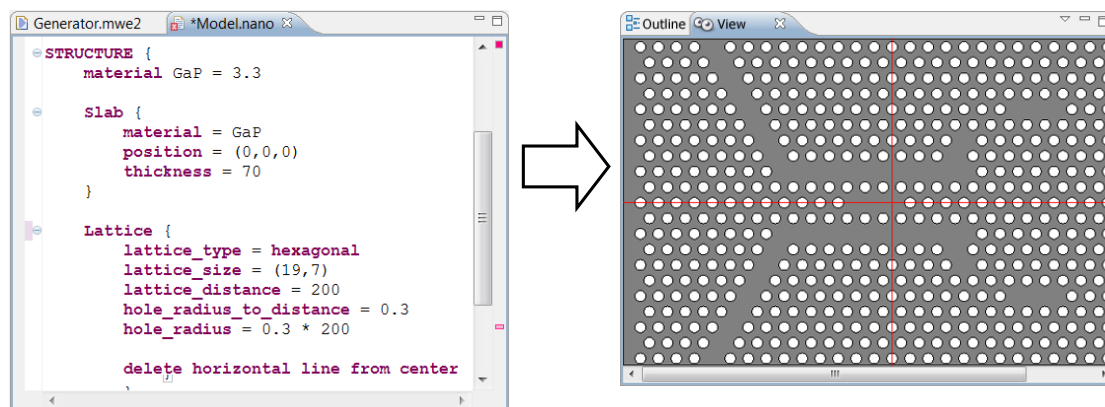 Generator.mwe2
*Model.nano
STRUCTURE {
material GaP = 3.3
Slab {
material = GaP
position = (0,0,0)
thickness = 70
}
Lattice {
lattice_type = hexagonal
lattice_size = (19,7)
lattice_distance = 200
hole_radius_to_distance = 0.3
hole_radius = 0.3 * 200
delete horizontal line from center
Outline
View